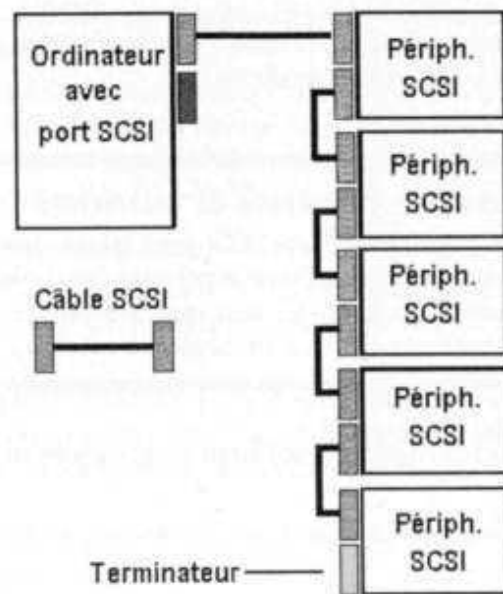 Ordinateur
avec
port SCSI
Périph.
SCSI
Périph.
SCSI
Périph.
SCSI
Périph.
SCSI
Périph.
SCSI
Câble SCSI
Terminateur